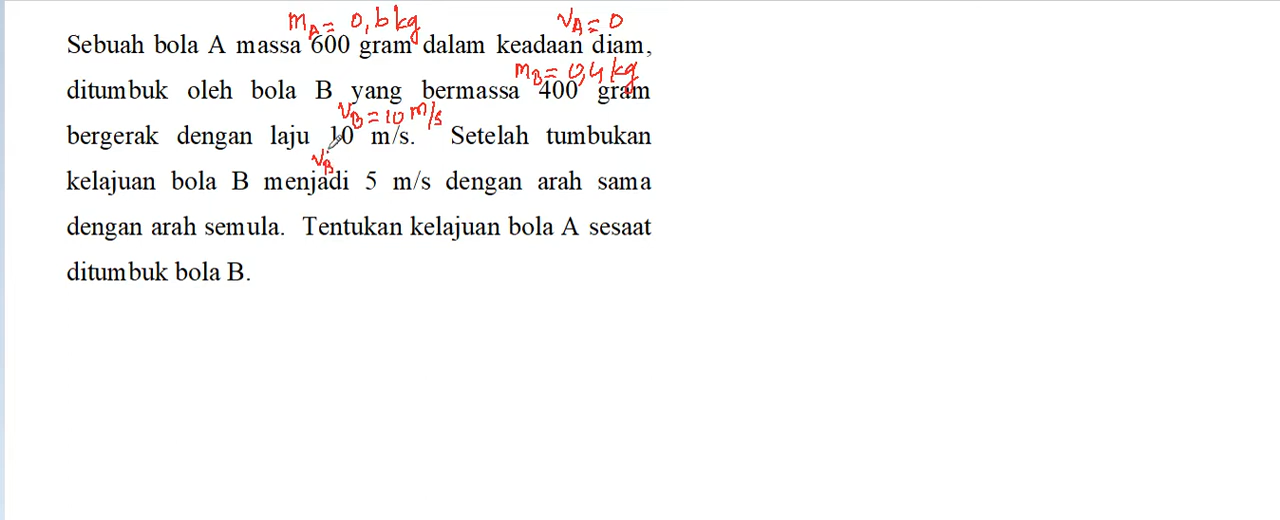 mA = 0,6 kg vA = 0
Sebuah bola A massa 600 gram dalam keadaan diam,
mB = 0,4 kg
ditumbuk oleh bola B yang bermassa 400 gram
vB = 10 m/s
bergerak dengan laju 10 m/s. Setelah tumbukan
vB
kelajuan bola B menjadi 5 m/s dengan arah sama
dengan arah semula. Tentukan kelajuan bola A sesaat
ditumbuk bola B.